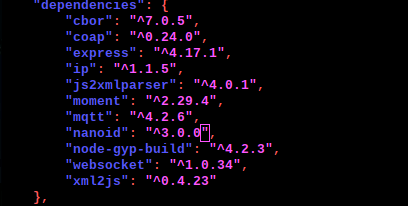 "dependencies": {
"cbor": "^7.0.5",
"coap": "^0.24.0",
"express": "^4.17.1",
"ip": "^1.1.5",
"js2xmlparser": "^4.0.1",
"moment": "^2.29.4",
"mqtt": "^4.2.6",
"nanoid": "^3.0.0",
"node-gyp-build": "^4.2.3",
"websocket": "^1.0.34",
"xml2js": "^0.4.23"
},